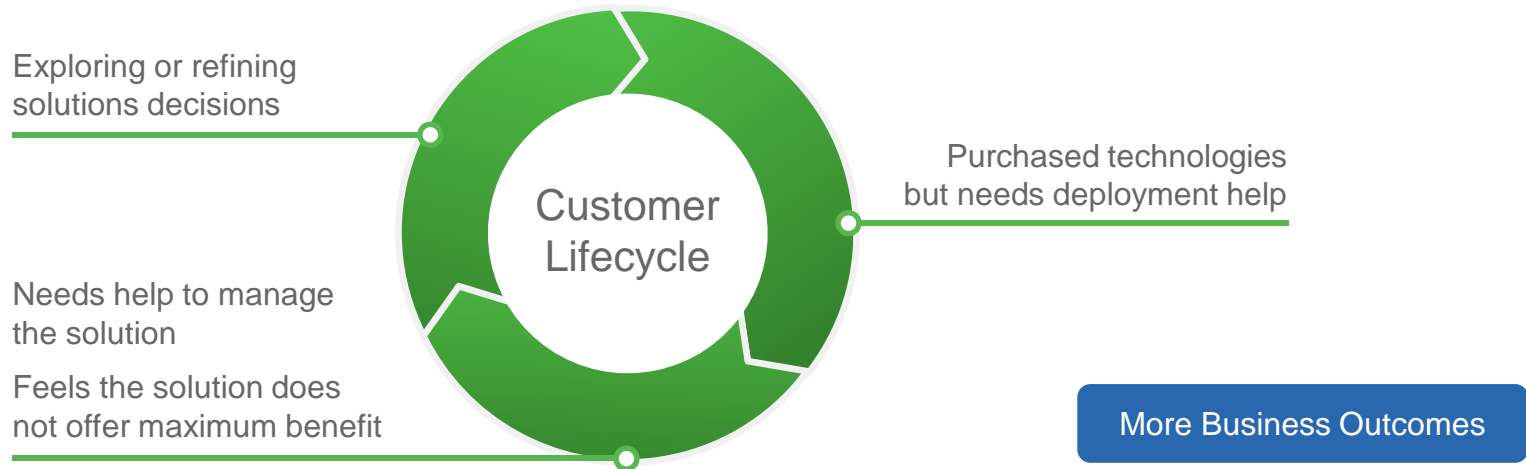 Exploring or refining
solutions decisions
Purchased technologies
but needs deployment help
Customer
Lifecycle
Needs help to manage
the solution
Feels the solution does
not offer maximum benefit
More Business Outcomes